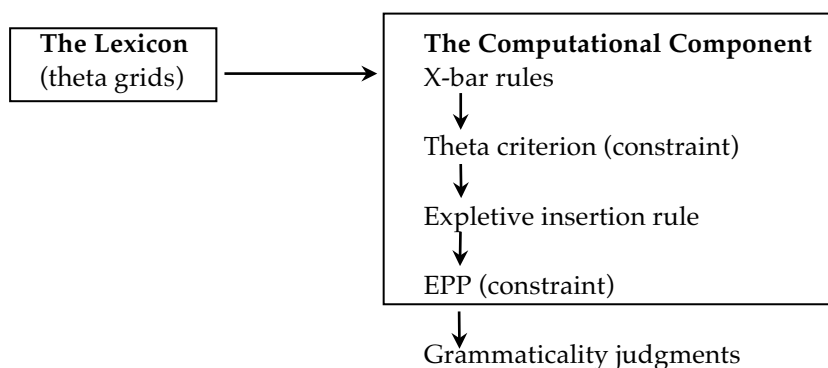 The Lexicon
(theta grids)
The Computational Component
X-bar rules
Theta criterion (constraint)
Expletive insertion rule
EPP (constraint)
Grammaticality judgments